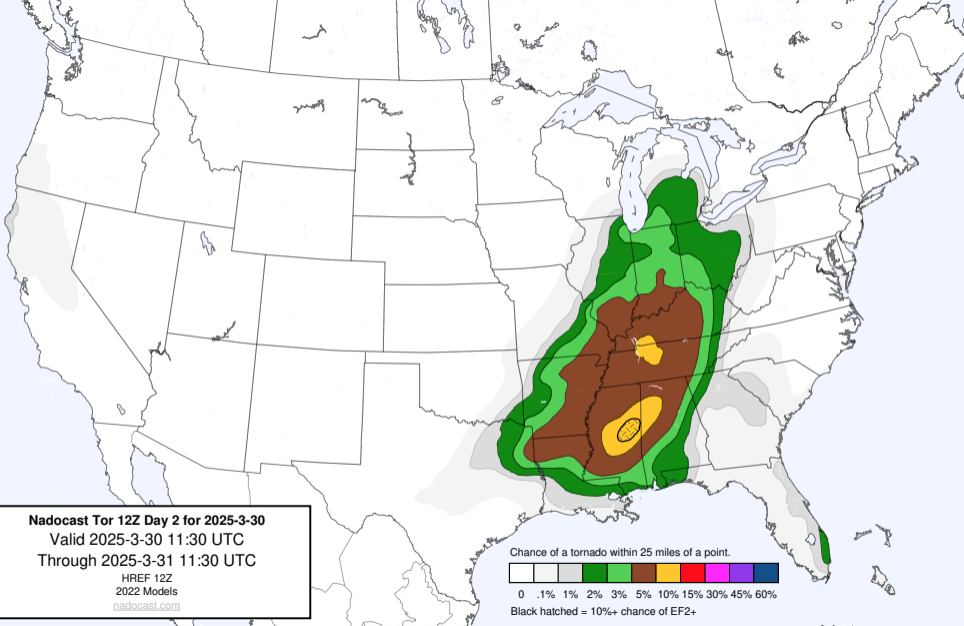 Nadocast Tor 12Z Day 2 for 2025-3-30
Valid 2025-3-30 11:30 UTC
Through 2025-3-31 11:30 UTC
HREF 12Z
2022 Models
nadocast.com
Chance of a tornado within 25 miles of a point.
0 .1% 1% 2% 3% 5% 10% 15% 30% 45% 60%
Black hatched = 10%+ chance of EF2+